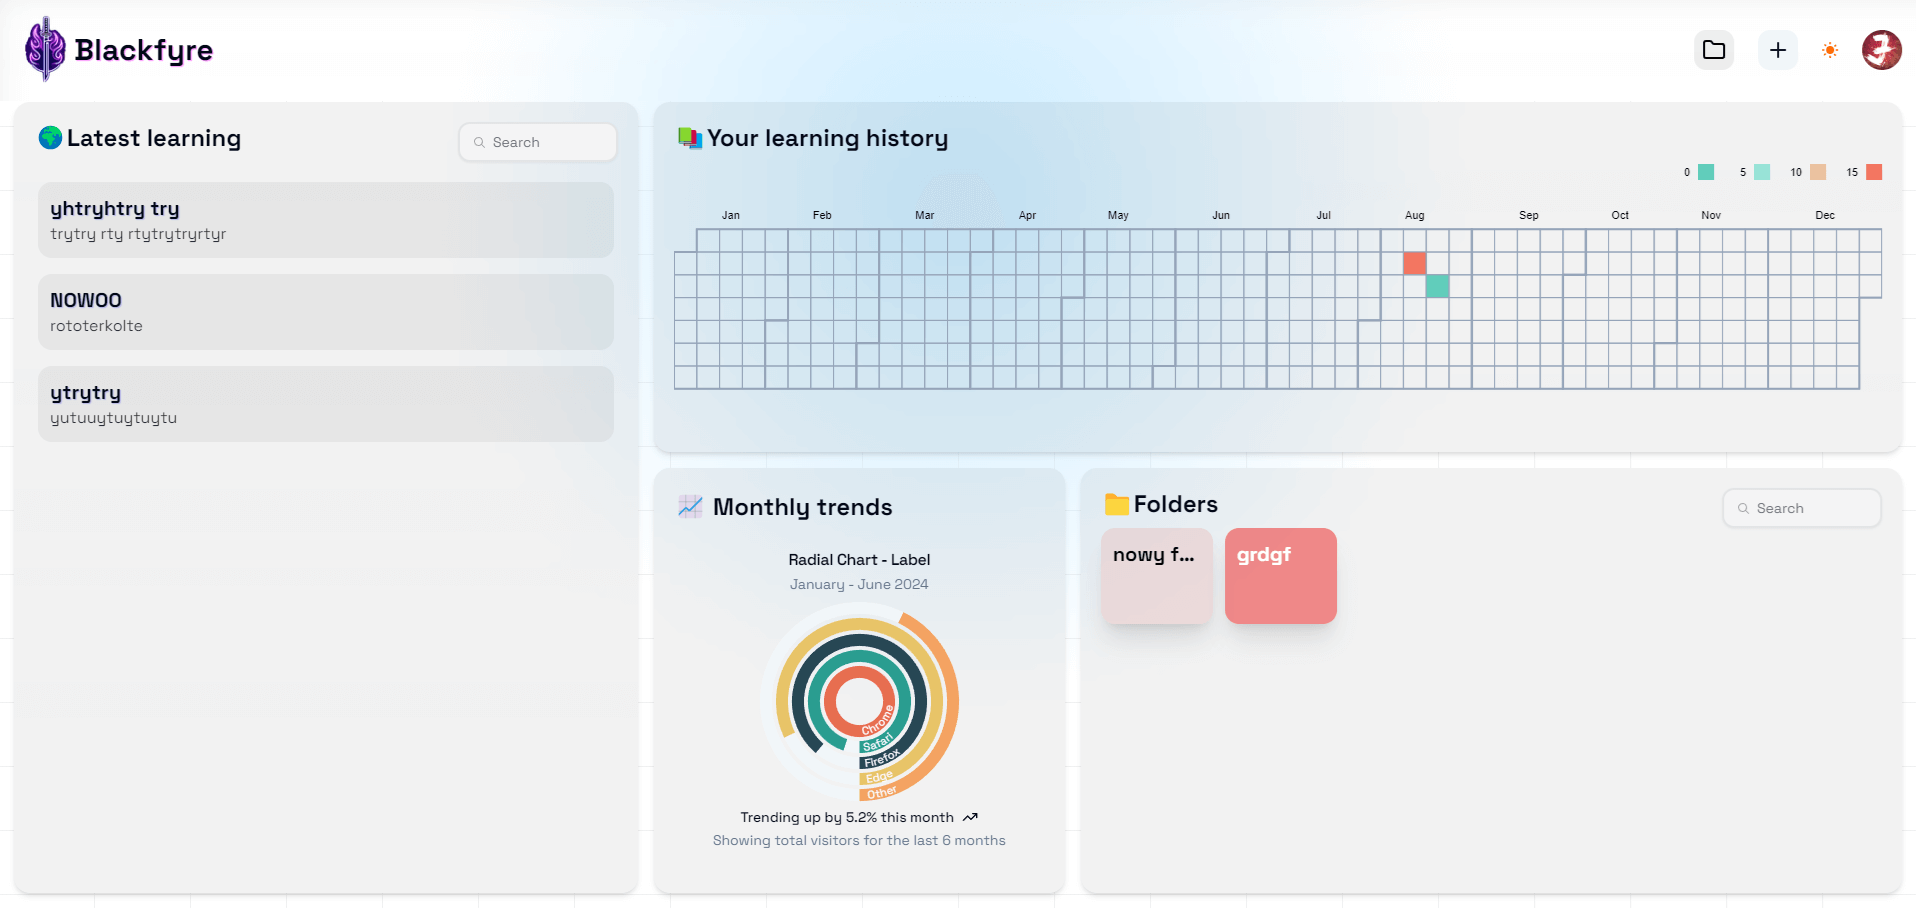 Blackfyre
Latest learning
Search
yhtryhtry try
trytry rty rtytrytryrtyr
NOWOO
rototerkolte
ytrytry
yutuuytuytuytu
Your learning history
0 5 10 15
Jan Feb Mar Apr May Jun Jul Aug Sep Oct Nov Dec
Monthly trends
Radial Chart - Label
January - June 2024
Chrome
Safari
Firefox
Edge
Other
Trending up by 5.2% this month
Showing total visitors for the last 6 months
Folders
Search
nowy f...
grdgf